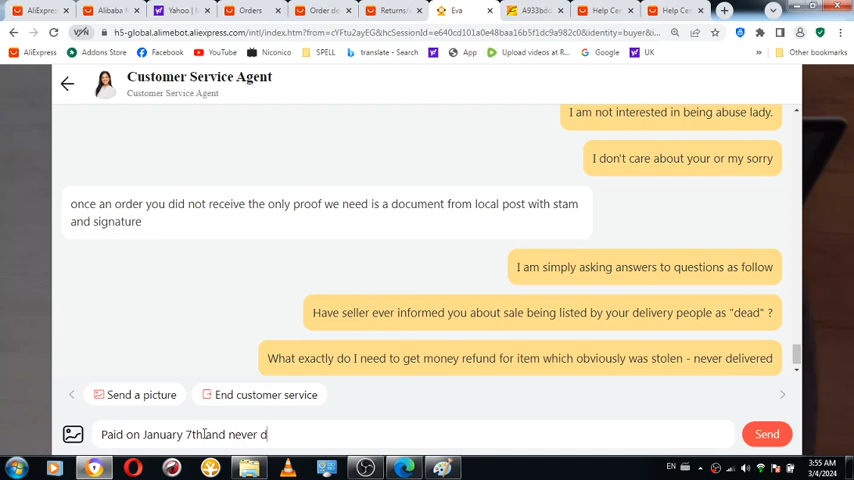 AliExpres
Alibaba
Yahoo |
Orders
Order de
Returns/
Eva
A933bdo
Help Cen
Help Cen
h5-global.alimebot.aliexpress.com/intl/index.htm?from=cYFtu2ayEG&hcSessionId=e640cd101a0e48baa16b5f1dc9a982c0&identity=buyer&i...
AliExpress
Addons Store
Facebook
YouTube
Niconico
SPELL
translate - Search
App
Upload videos at R...
Google
UK
»
Other bookmarks
Customer Service Agent
Customer Service Agent
I am not interested in being abuse lady.
I don't care about your or my sorry
once an order you did not receive the only proof we need is a document from local post with stam
and signature
I am simply asking answers to questions as follow
Have seller ever informed you about sale being listed by your delivery people as "dead" ?
What exactly do I need to get money refund for item which obviously was stolen - never delivered
Send a picture
End customer service
Paid on January 7th and never d
Send
EN
3:55 AM
3/4/2024